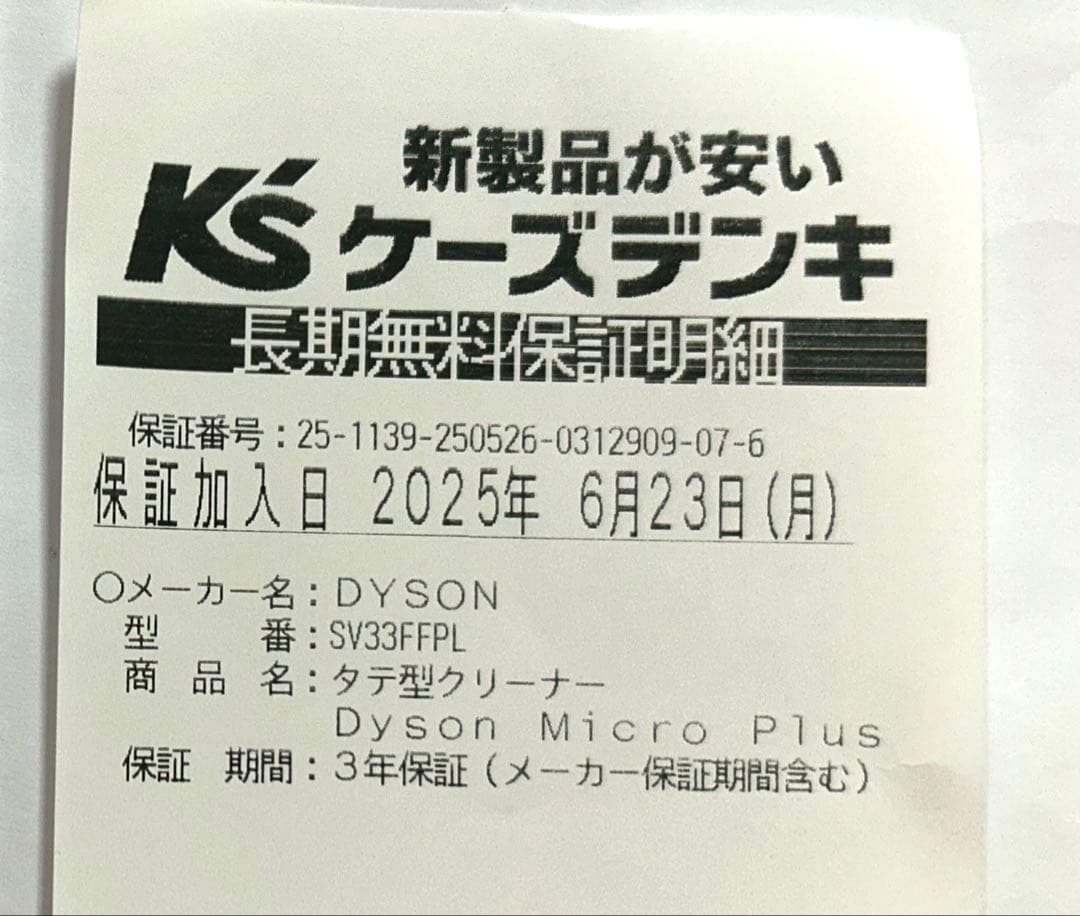 新製品が安い
K's ケーズデンキ
長期無料保証明細
保証番号：25-1139-250526-0312909-07-6
保証加入日 2025年 6月23日(月)
○メーカー名：DYSON
型　　番：SV33FFPL
商　品　名：タテ型クリーナー
Dyson Micro Plus
保証　期間：3年保証（メーカー保証期間含む）